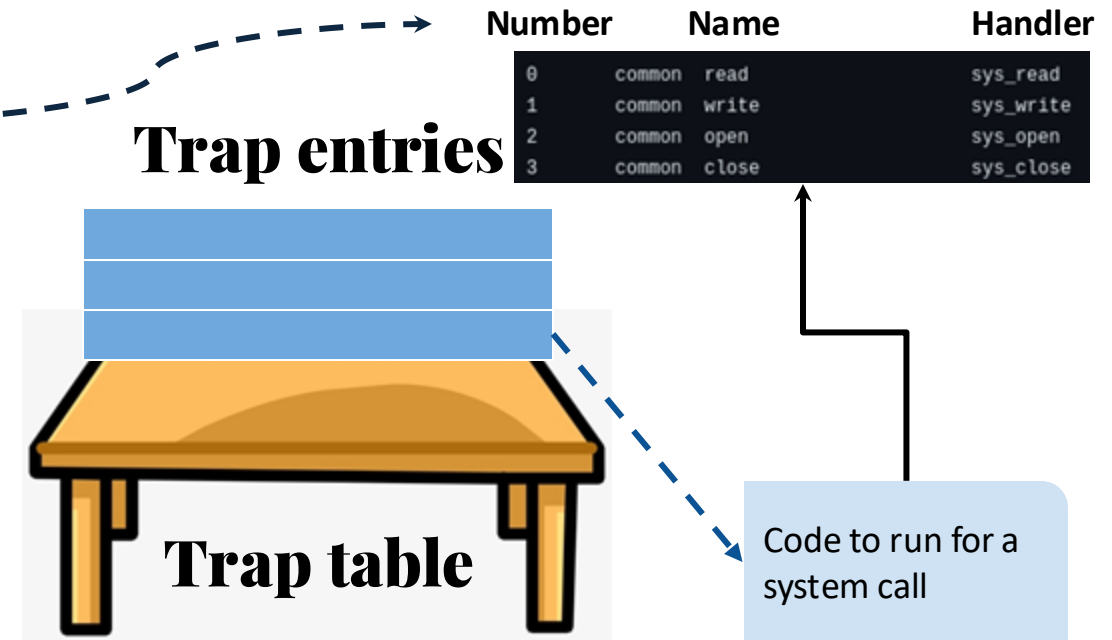 Number Name Handler
0 common read sys_read
1 common write sys_write
2 common open sys_open
3 common close sys_close
Trap entries
Trap table
Code to run for a
system call